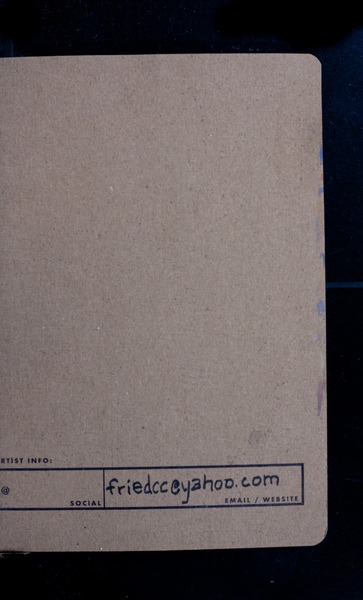 RTIST INFO:
@
friedcc@yahoo.com
SOCIAL
EMAIL / WEBSITE